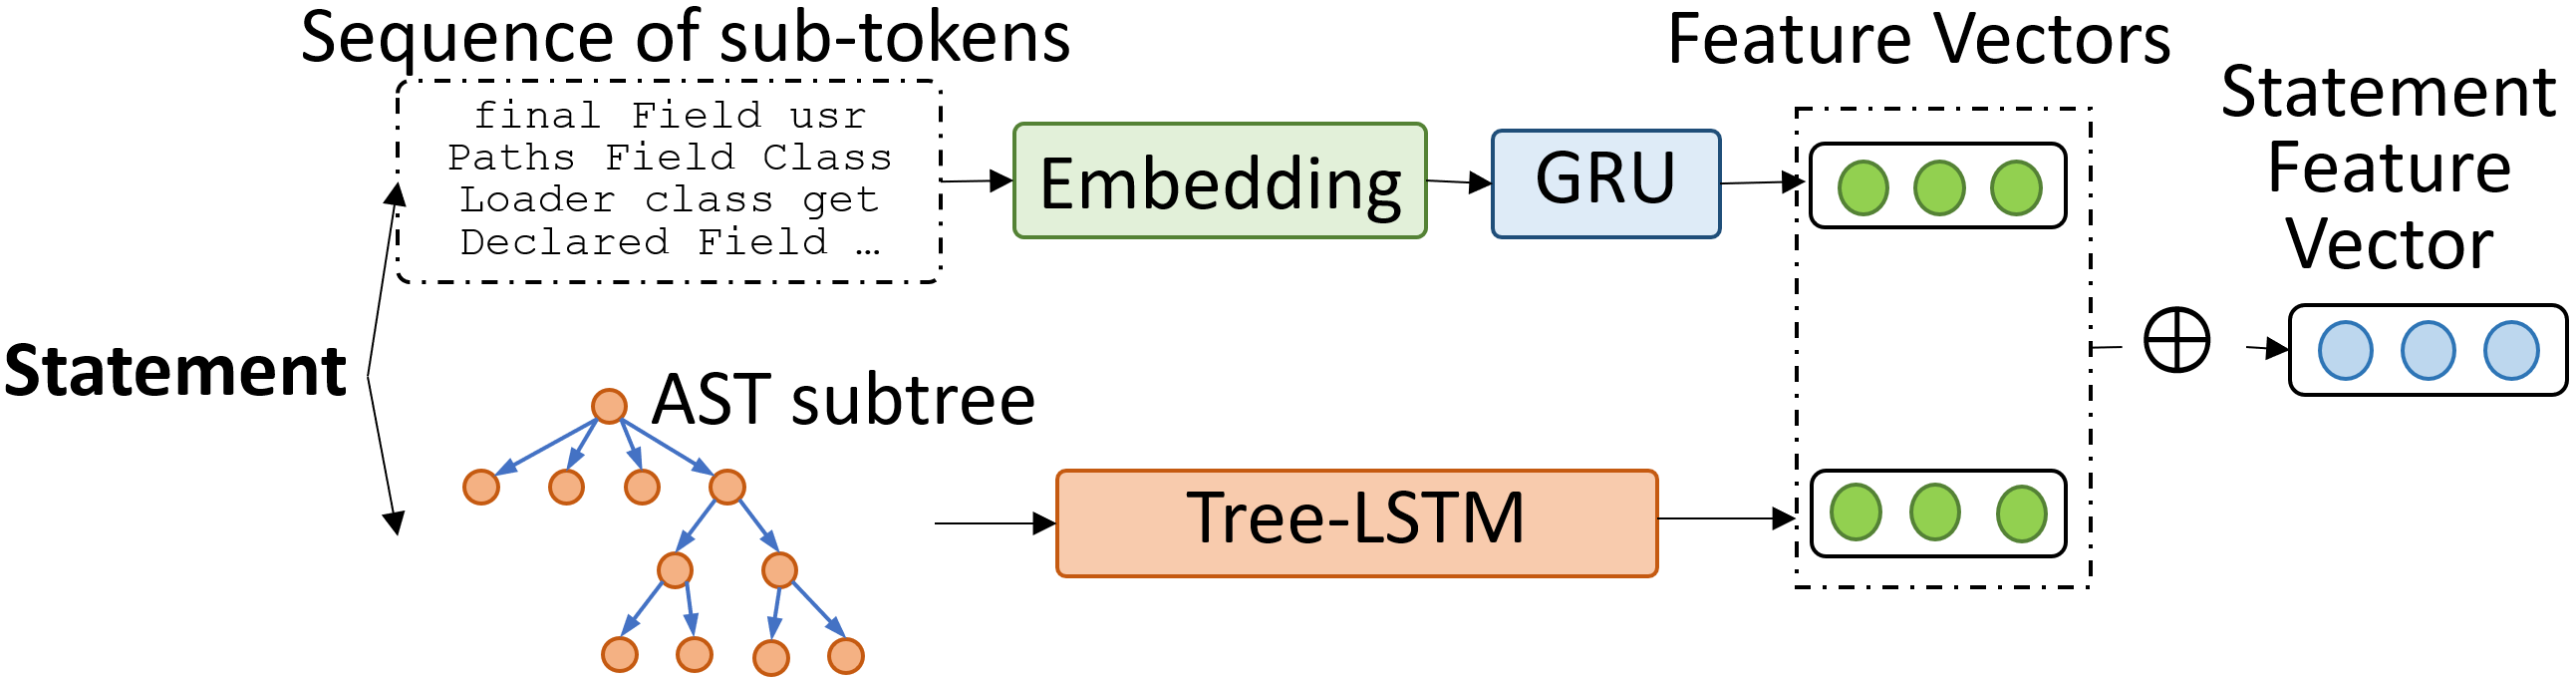 Sequence of sub-tokens
final Field usr
Paths Field Class
Loader class get
Declared Field …
Embedding
GRU
Feature Vectors
Statement
Feature
Vector
Statement
AST subtree
Tree-LSTM